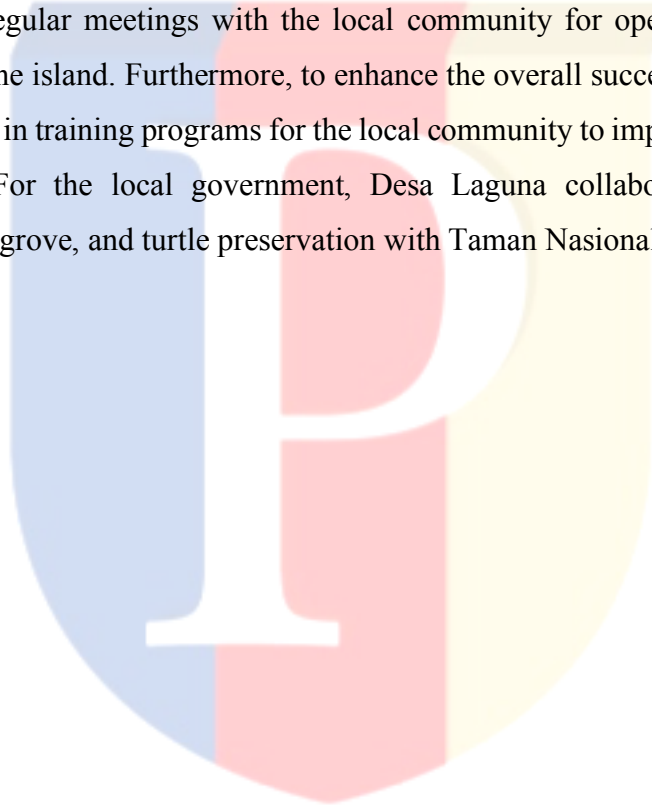 egular meetings with the local community for ope
ne island. Furthermore, to enhance the overall succe
in training programs for the local community to imp
For the local government, Desa Laguna collabo
grove, and turtle preservation with Taman Nasional
P